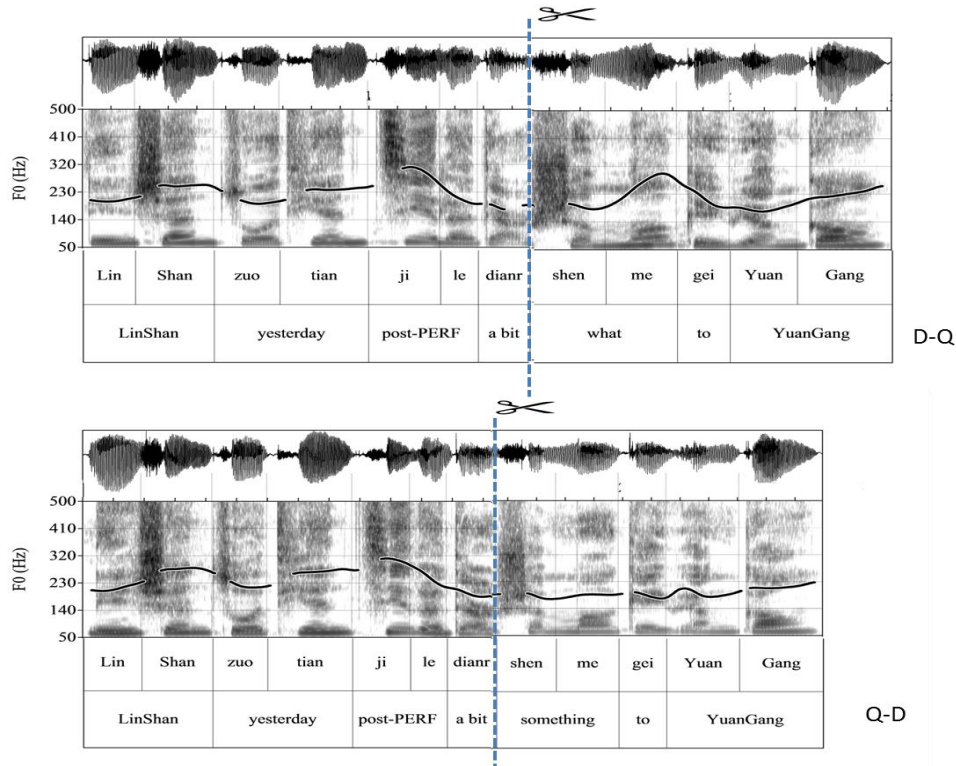 500
410
320
230
140
50
F0 (Hz)
Lin Shan zuo tian ji le dianr shen me gei Yuan Gang
LinShan yesterday post-PERF a bit what to YuanGang
D-Q
500
410
320
230
140
50
F0 (Hz)
Lin Shan zuo tian ji le dianr shen me gei Yuan Gang
LinShan yesterday post-PERF a bit something to YuanGang
Q-D